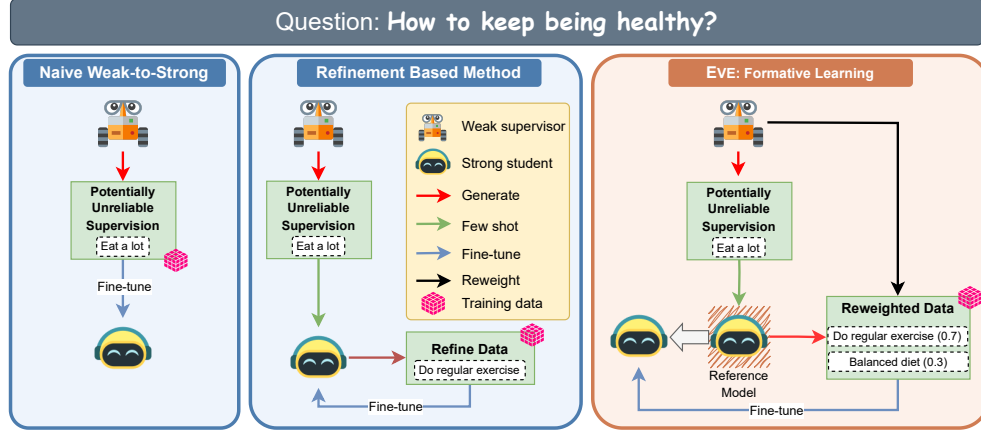 Question: How to keep being healthy?
Naive Weak-to-Strong
Potentially
Unreliable
Supervision
Eat a lot
Fine-tune
Refinement Based Method
Potentially
Unreliable
Supervision
Eat a lot
Refine Data
Do regular exercise
Fine-tune
Weak supervisor
Strong student
Generate
Few shot
Fine-tune
Reweight
Training data
EVE: Formative Learning
Potentially
Unreliable
Supervision
Eat a lot
Reference
Model
Reweighted Data
Do regular exercise (0.7)
Balanced diet (0.3)
Fine-tune